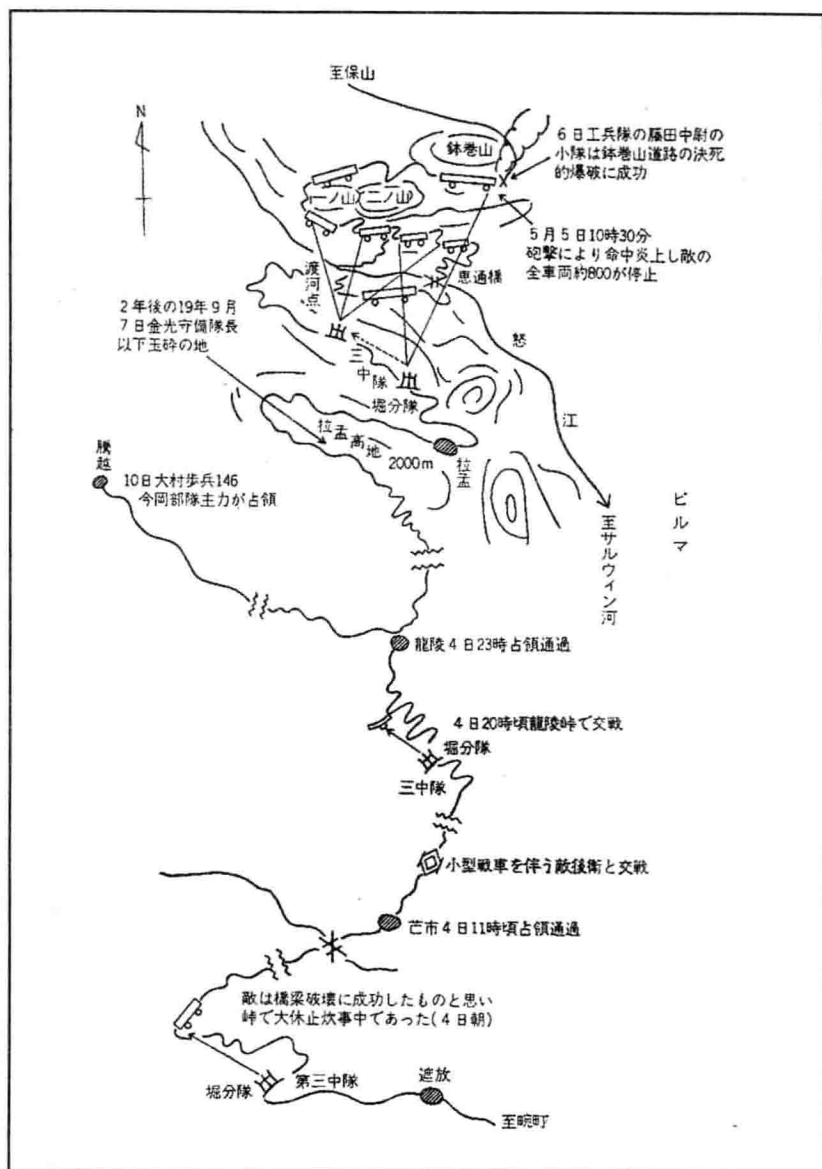 至保山
N
鉢巻山
6日工兵隊の藤田中尉の
小隊は鉢巻山道路の決死
的爆破に成功
一ノ山
二ノ山
5月5日10時30分
砲撃により命中炎上し敵の
全車両約800が停止
渡河点
恵通橋
2年後の19年9月
7日金光守備隊長
以下玉砕の地
三中隊
堀分隊
怒江
拉孟高地
2000m
拉孟
騰越
10日大村歩兵146
今岡部隊主力が占領
ビルマ
至サルウィン河
龍陵4日23時占領通過
4日20時頃龍陵峠で交戦
堀分隊
三中隊
小型戦車を伴う敵後衛と交戦
芒市4日11時頃占領通過
敵は橋梁破壊に成功したものと思い
峠で大休止炊事中であった(4日朝)
堀分隊
第三中隊
遮放
至畹町